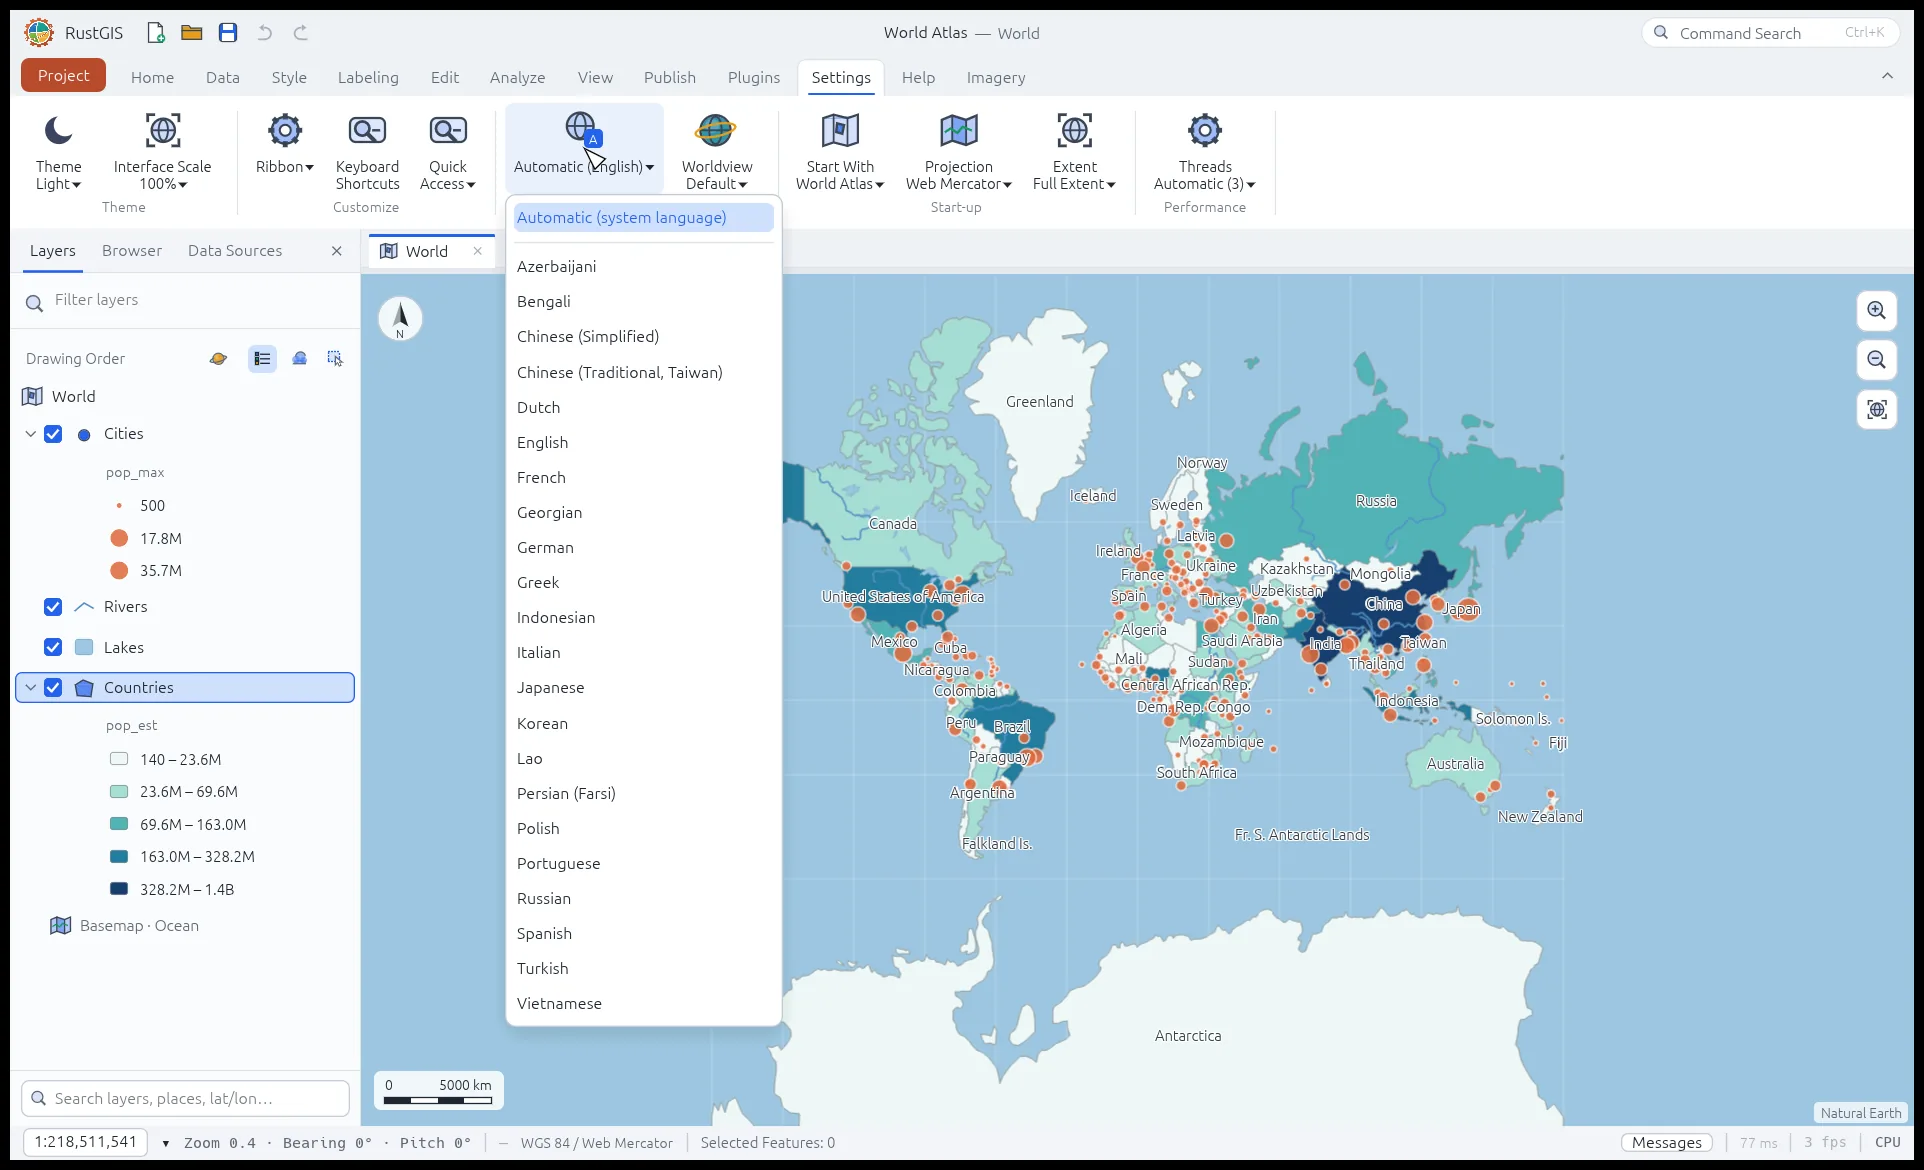 RustGIS
World Atlas — World
Command Search Ctrl+K
Project Home Data Style Labeling Edit Analyze View Publish Plugins Settings Help Imagery
Theme Light
Interface Scale 100%
Theme
Ribbon
Keyboard Shortcuts
Quick Access
Customize
A
Automatic (English)
Worldview Default
Start With World Atlas
Projection Web Mercator
Extent Full Extent
Start-up
Threads Automatic (3)
Performance
Layers Browser Data Sources
Filter layers
Drawing Order
World
Cities
pop_max
500
17.8M
35.7M
Rivers
Lakes
Countries
pop_est
140 – 23.6M
23.6M – 69.6M
69.6M – 163.0M
163.0M – 328.2M
328.2M – 1.4B
Basemap · Ocean
Search layers, places, lat/lon…
World
Automatic (system language)
Azerbaijani
Bengali
Chinese (Simplified)
Chinese (Traditional, Taiwan)
Dutch
English
French
Georgian
German
Greek
Indonesian
Italian
Japanese
Korean
Lao
Persian (Farsi)
Polish
Portuguese
Russian
Spanish
Turkish
Vietnamese
N
Greenland
Norway
Iceland
Sweden
Russia
Canada
Latvia
Ireland
Ukraine
France
Kazakhstan
Mongolia
Uzbekistan
Spain
United States of America
Turkey
China
Japan
Iran
Algeria
Mexico
Cuba
Saudi Arabia
India
Taiwan
Mali
Sudan
Thailand
Nicaragua
Central African Rep.
Colombia
Dem. Rep. Congo
Indonesia
Peru
Brazil
Solomon Is.
Mozambique
Fiji
Paraguay
South Africa
Australia
Argentina
New Zealand
Fr. S. Antarctic Lands
Falkland Is.
Antarctica
0 5000 km
Natural Earth
1:218,511,541 Zoom 0.4 · Bearing 0° · Pitch 0° — WGS 84 / Web Mercator Selected Features: 0 Messages 77 ms 3 fps CPU